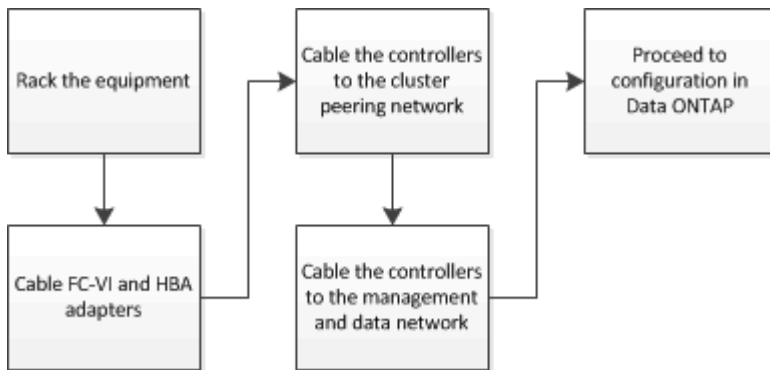 Rack the equipment
Cable FC-VI and HBA
adapters
Cable the controllers
to the cluster
peering network
Cable the controllers
to the management
and data network
Proceed to
configuration in
Data ONTAP